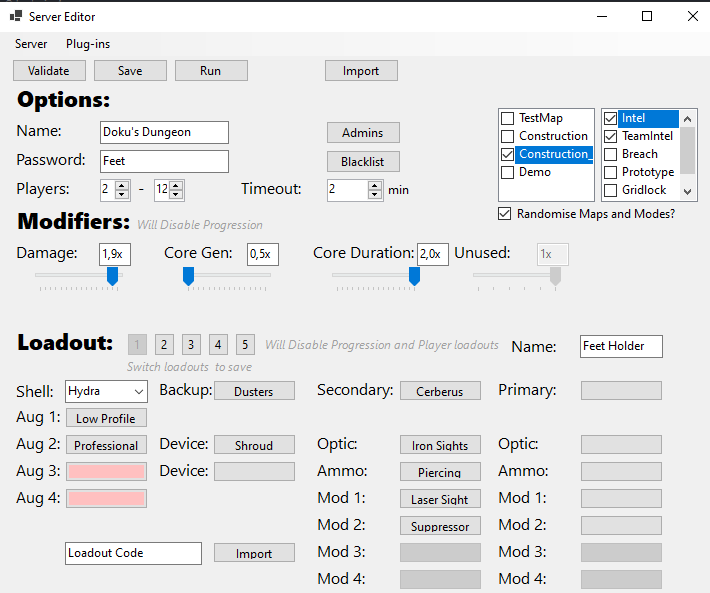 Server Editor
Server Plug-ins
Validate Save Run Import
Options:
Name: Doku's Dungeon Admins
Password: Feet Blacklist
Players: 2 - 12 Timeout: 2 min
TestMap
Construction
Construction_
Demo
Intel
TeamIntel
Breach
Prototype
Gridlock
Randomise Maps and Modes?
Modifiers: Will Disable Progression
Damage: 1,9x Core Gen: 0,5x Core Duration: 2,0x Unused: 1x
Loadout: 1 2 3 4 5 Will Disable Progression and Player loadouts Name: Feet Holder
Switch loadouts to save
Shell: Hydra Backup: Dusters Secondary: Cerberus Primary:
Aug 1: Low Profile
Aug 2: Professional Device: Shroud Optic: Iron Sights Optic:
Aug 3: Device: Ammo: Piercing Ammo:
Aug 4: Mod 1: Laser Sight Mod 1:
Mod 2: Suppressor Mod 2:
Loadout Code Import Mod 3: Mod 3:
Mod 4: Mod 4: